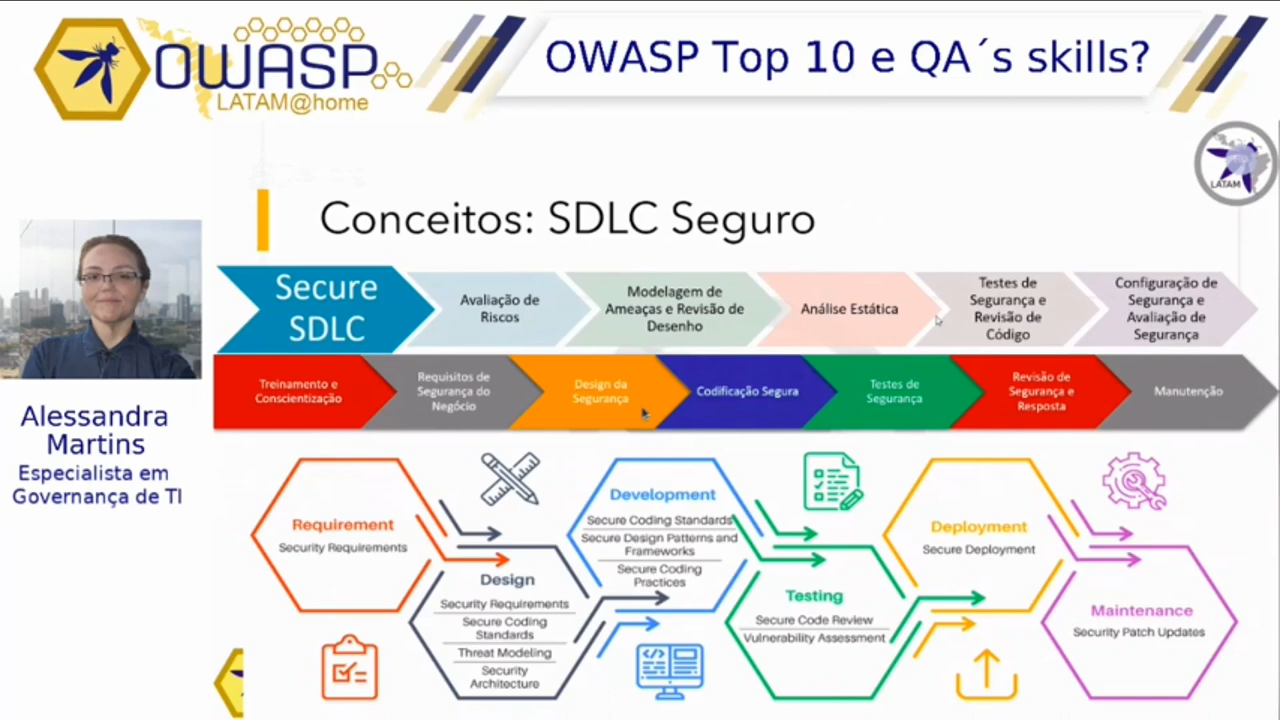 OWASP
LATAM@home
OWASP Top 10 e QA´s skills?
LATAM
Conceitos: SDLC Seguro
Secure
SDLC
Avaliação de
Riscos
Modelagem de
Ameaças e Revisão de
Desenho
Análise Estática
Testes de
Segurança e
Revisão de
Código
Configuração de
Segurança e
Avaliação de
Segurança
Treinamento e
Conscientização
Requisitos de
Segurança do
Negócio
Design da
Segurança
Codificação Segura
Testes de
Segurança
Revisão de
Segurança e
Resposta
Manutenção
Alessandra
Martins
Especialista em
Governança de TI
Requirement
Security Requirements
Design
Security Requirements
Secure Coding
Standards
Threat Modeling
Security
Architecture
Development
Secure Coding Standards
Secure Design Patterns and
Frameworks
Secure Coding
Practices
Testing
Secure Code Review
Vulnerability Assessment
Deployment
Secure Deployment
Maintenance
Security Patch Updates